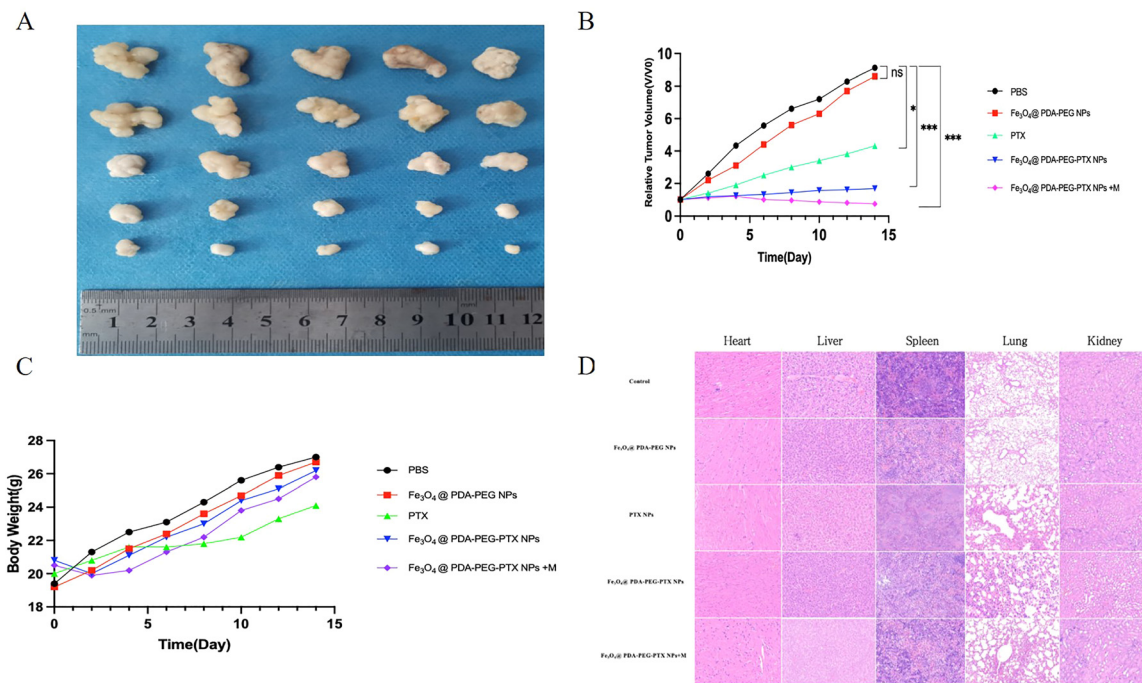 A
0.5 mm
mm
1 2 3 4 5 6 7 8 9 10 11 12
B
Relative Tumor Volume(V/V0)
10
8
6
4
2
0
0 5 10 15
Time(Day)
ns
*
***
***
PBS
Fe₃O₄@ PDA-PEG NPs
PTX
Fe₃O₄@ PDA-PEG-PTX NPs
Fe₃O₄@ PDA-PEG-PTX NPs +M
C
Body Weight(g)
28
26
24
22
20
18
0 5 10 15
Time(Day)
PBS
Fe₃O₄ @ PDA-PEG NPs
PTX
Fe₃O₄ @ PDA-PEG-PTX NPs
Fe₃O₄ @ PDA-PEG-PTX NPs +M
D
Heart Liver Spleen Lung Kidney
Control
Fe₃O₄@ PDA-PEG NPs
PTX NPs
Fe₃O₄@ PDA-PEG-PTX NPs
Fe₃O₄@ PDA-PEG-PTX NPs+M